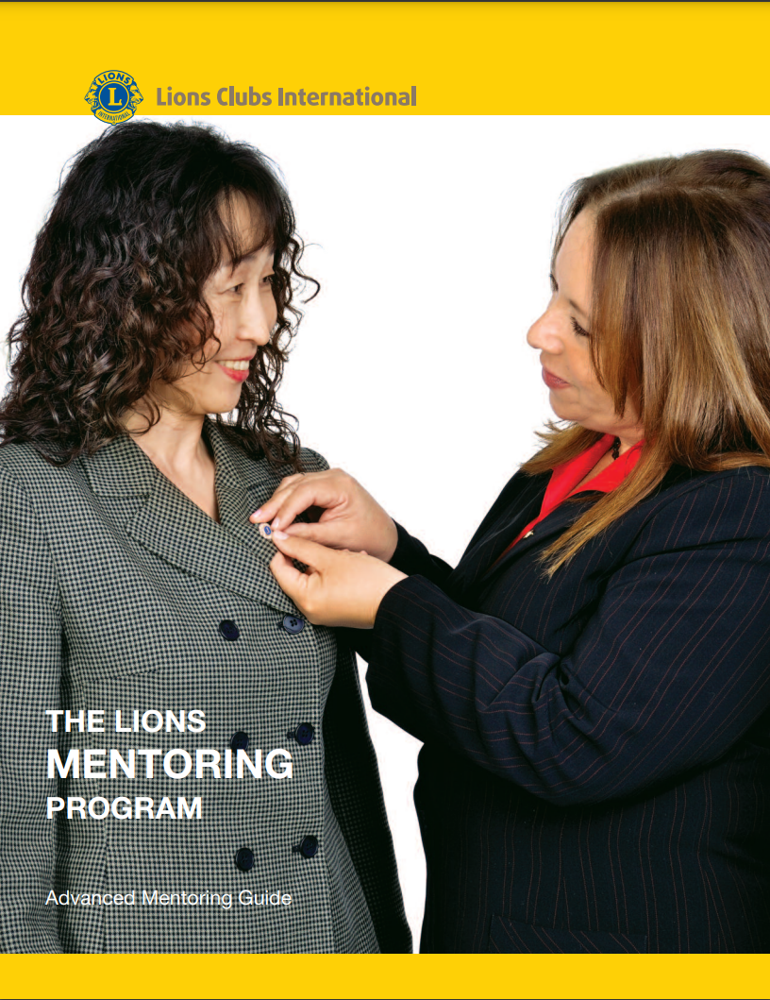 LIONS
L
INTERNATIONAL
Lions Clubs International
THE LIONS
MENTORING
PROGRAM
Advanced Mentoring Guide